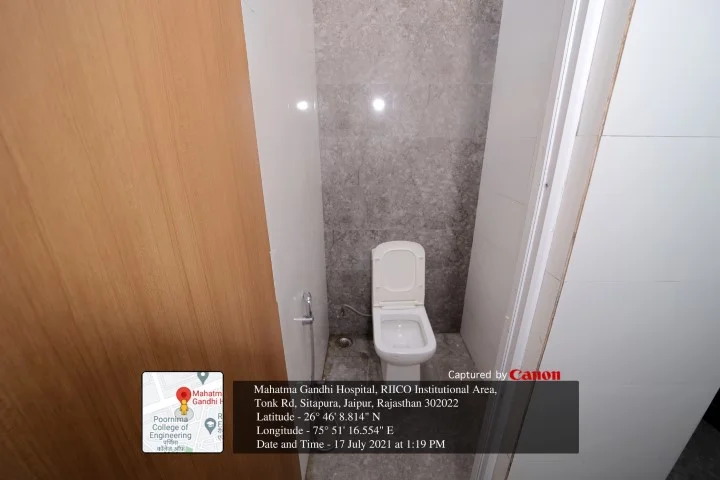 Captured by Canon
Mahatma Gandhi Hospital, RIICO Institutional Area,
Tonk Rd, Sitapura, Jaipur, Rajasthan 302022
Latitude - 26° 46' 8.814" N
Longitude - 75° 51' 16.554" E
Date and Time - 17 July 2021 at 1:19 PM
Mahatma
Gandhi H
Poornima
College of
Engineering